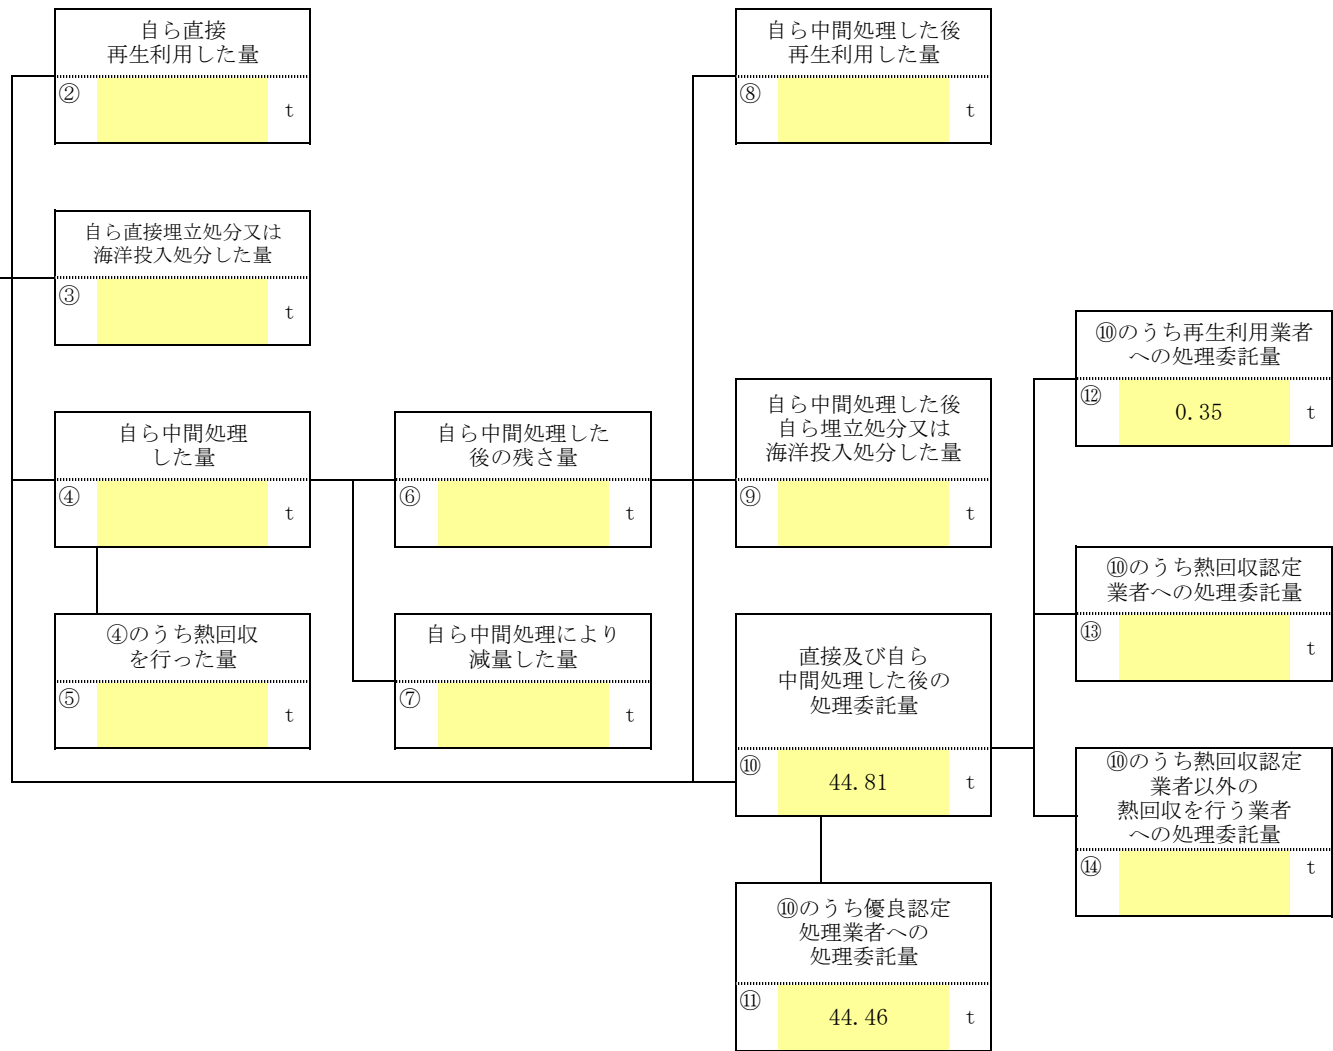 自ら直接
再生利用した量
② t
自ら中間処理した後
再生利用した量
⑧ t
自ら直接埋立処分又は
海洋投入処分した量
③ t
⑩のうち再生利用業者
への処理委託量
⑫ 0.35 t
自ら中間処理した後
自ら埋立処分又は
海洋投入処分した量
⑨ t
自ら中間処理
した量
④ t
自ら中間処理した
後の残さ量
⑥ t
⑩のうち熱回収認定
業者への処理委託量
⑬ t
④のうち熱回収
を行った量
⑤ t
自ら中間処理により
減量した量
⑦ t
直接及び自ら
中間処理した後の
処理委託量
⑩ 44.81 t
⑩のうち熱回収認定
業者以外の
熱回収を行う業者
への処理委託量
⑭ t
⑩のうち優良認定
処理業者への
処理委託量
⑪ 44.46 t